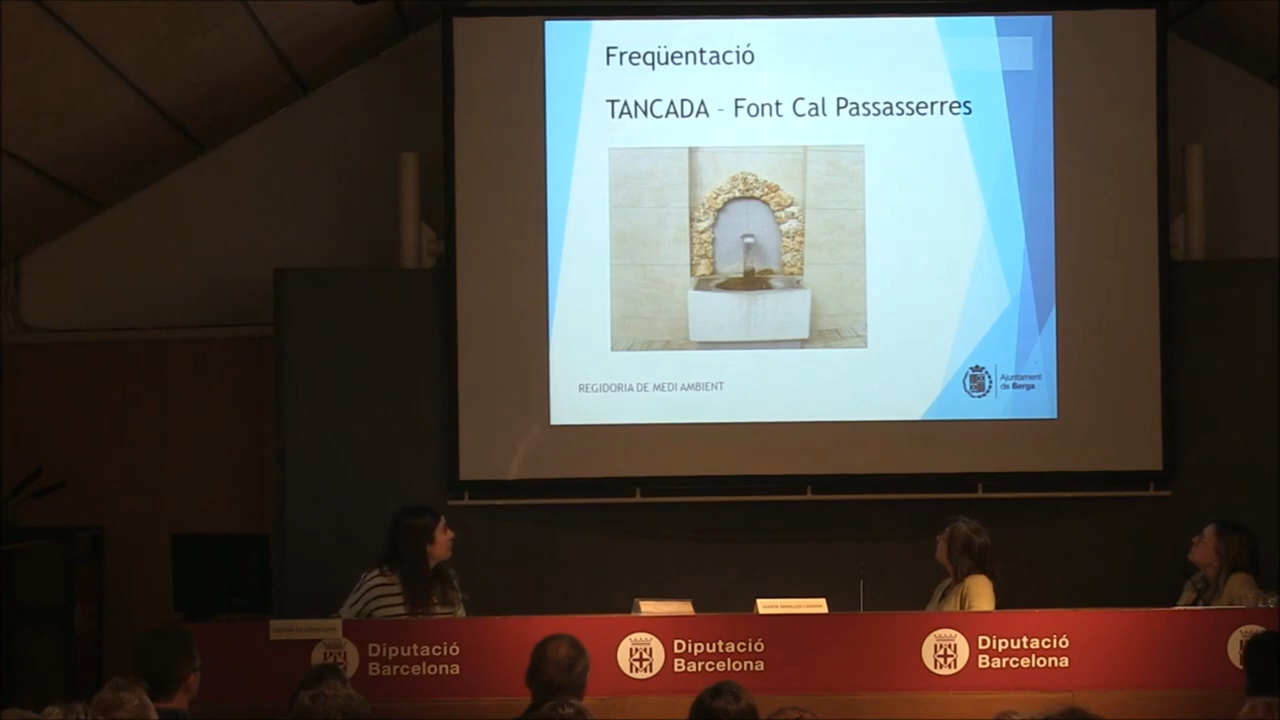 Freqüentació
TANCADA - Font Cal Passasserres
REGIDORIA DE MEDI AMBIENT
Ajuntament
de Berga
Diputació
Barcelona
Diputació
Barcelona
Diputació
Barcelona